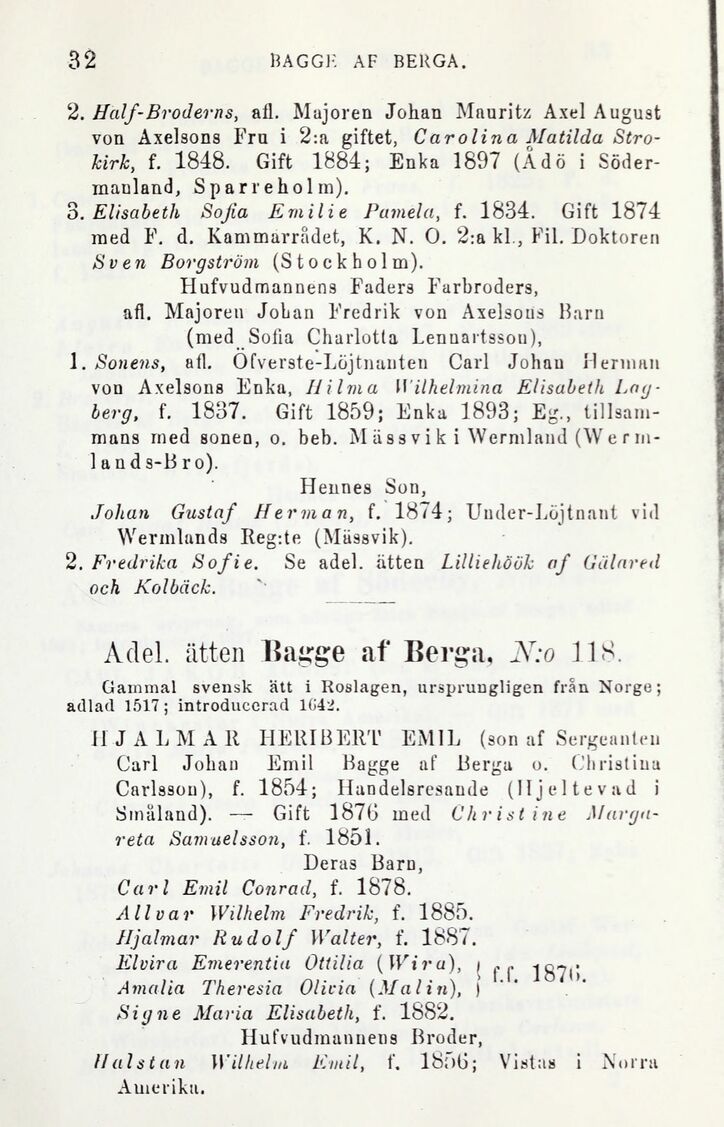 32 BAGGE AF BERGA.
2. Half-Broderns, afl. Majoren Johan Mauritz Axel August
von Axelsons Fru i 2:a giftet, Carolina Matilda Stro-
kirk, f. 1848. Gift 1884; Enka 1897 (Ådö i Söder-
manland, Sparreholm).
3. Elisabeth Sofia Emilie Pamela, f. 1834. Gift 1874
med F. d. Kammarrådet, K. N. O. 2:a kl., Fil. Doktoren
Sven Borgström (Stockholm).
Hufvudmannens Faders Farbroders,
afl. Majoren Johan Fredrik von Axelsons Barn
(med Sofia Charlotta Lennartsson),
1. Sonens, afl. Öfverste-Löjtnanten Carl Johan Herman
von Axelsons Enka, Hilma Wilhelmina Elisabeth Lag-
berg, f. 1837. Gift 1859; Enka 1893; Eg., tillsam-
mans med sonen, o. beb. Mässvik i Wermland (Werm-
lands-Bro).
Hennes Son,
Johan Gustaf Herman, f. 1874; Under-Löjtnant vid
Wermlands Reg:te (Mässvik).
2. Fredrika Sofie. Se adel. ätten Lilliehöök af Gälared
och Kolbäck.
Adel. ätten Bagge af Berga, N:o 118.
Gammal svensk ätt i Roslagen, ursprungligen från Norge;
adlad 1517; introducerad 1642.
HJALMAR HERIBERT EMIL (son af Sergeanten
Carl Johan Emil Bagge af Berga o. Christina
Carlsson), f. 1854; Handelsresande (Hjeltevad i
Småland). — Gift 1876 med Christine Marga-
reta Samuelsson, f. 1851.
Deras Barn,
Carl Emil Conrad, f. 1878.
Allvar Wilhelm Fredrik, f. 1885.
Hjalmar Rudolf Walter, f. 1887.
Elvira Emerentia Ottilia (Wira), } f.f. 1876.
Amalia Theresia Olivia (Malin), }
Signe Maria Elisabeth, f. 1882.
Hufvudmannens Broder,
Halstan Wilhelm Emil, f. 1856; Vistas i Norra
Amerika.